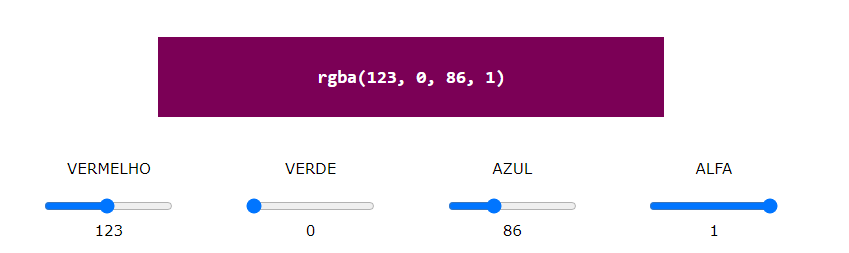 rgba(123, 0, 86, 1)
VERMELHO VERDE AZUL ALFA
123 0 86 1